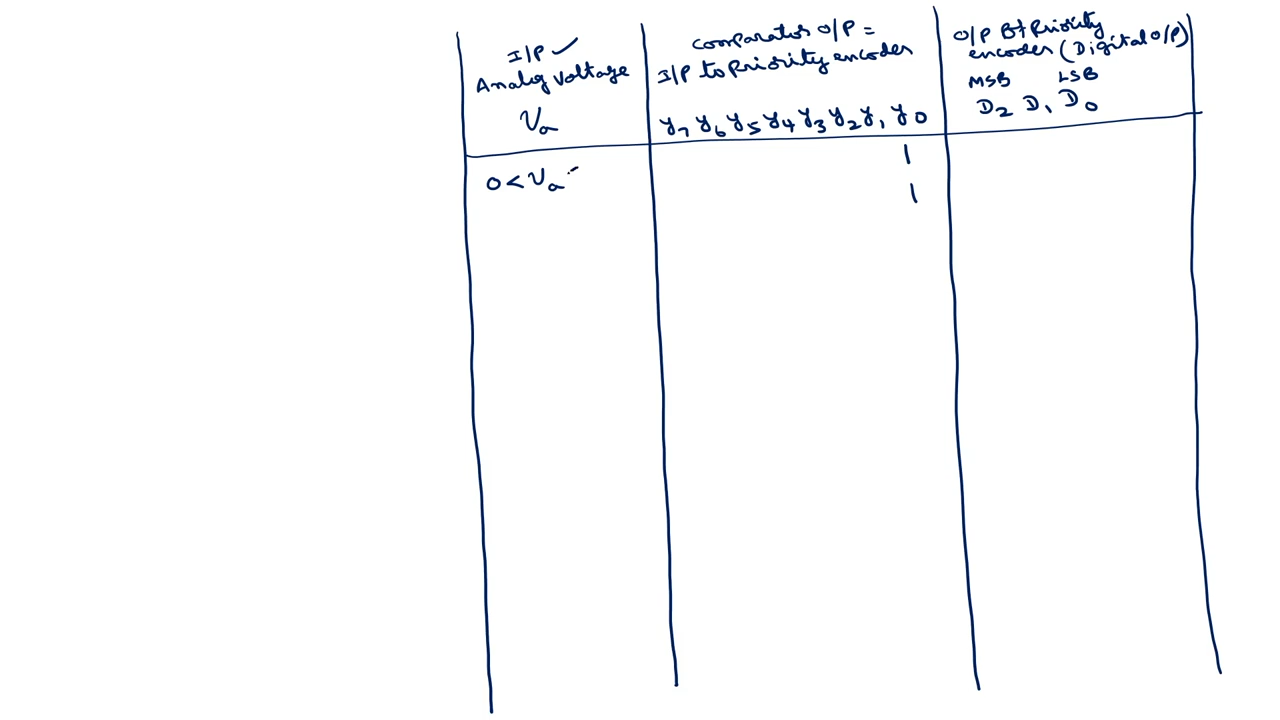 I/P ✓
Analog Voltage
Va
comparator O/P =
I/P to Priority encoder
y7 y6 y5 y4 y3 y2 y1 y0
O/P of Priority
encoder (Digital O/P)
MSB LSB
D2 D1 D0
0 < Va
1
1